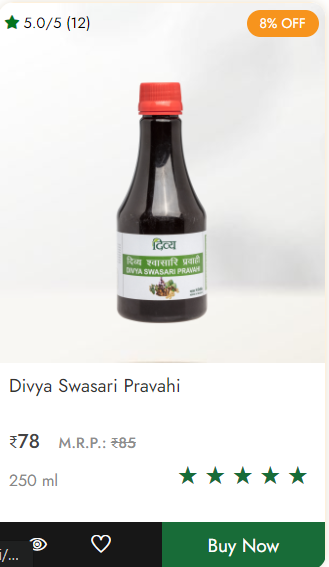 5.0/5 (12)
8% OFF
दिव्य
दिव्य श्वासारि प्रवाही
DIVYA SWASARI PRAVAHI
Divya Swasari Pravahi
₹78 M.R.P.: ₹85
250 ml
i/...
Buy Now